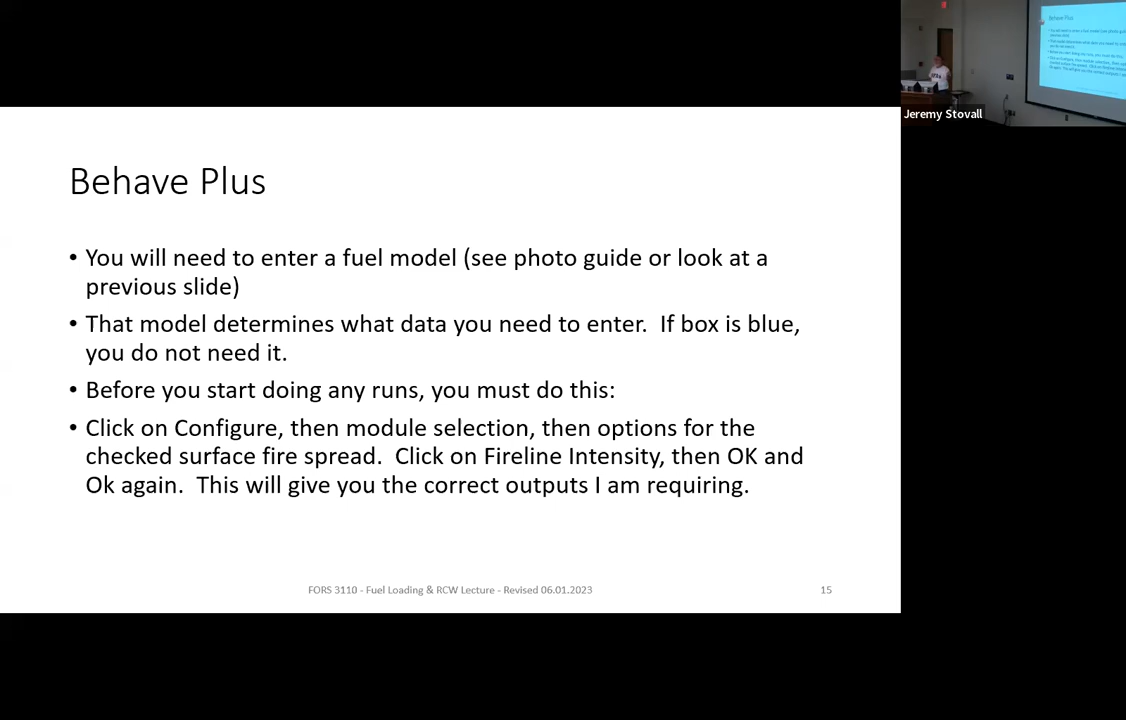 Behave Plus
• You will need to enter a fuel model (see photo guide or look at a
previous slide)
• That model determines what data you need to enter.  If box is blue,
you do not need it.
• Before you start doing any runs, you must do this:
• Click on Configure, then module selection, then options for the
checked surface fire spread.  Click on Fireline Intensity, then OK and
Ok again.  This will give you the correct outputs I am requiring.
FORS 3110 - Fuel Loading & RCW Lecture - Revised 06.01.2023
15
Behave Plus
Jeremy Stovall